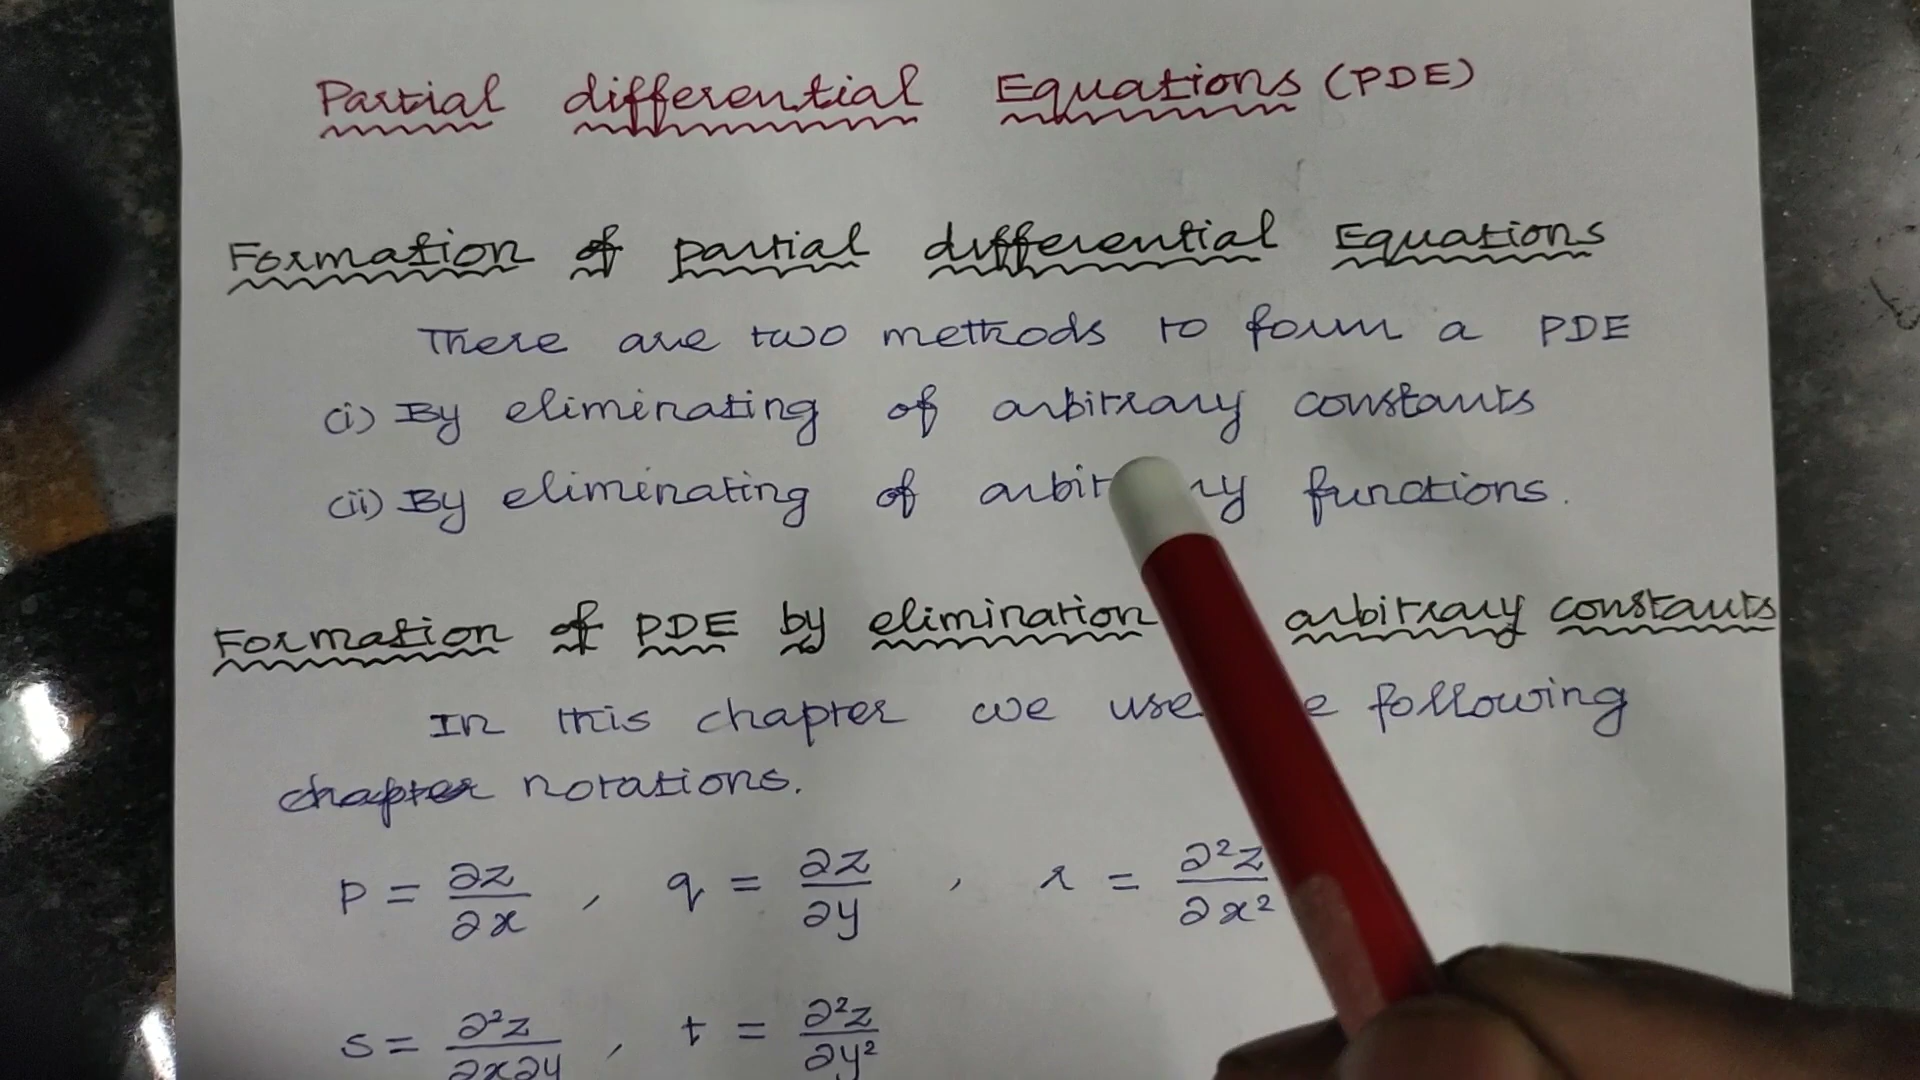 Partial differential Equations (PDE)
Formation of partial differential Equations
There are two methods to form a PDE
(i) By eliminating of arbitrary constants
(ii) By eliminating of functions.
Formation of PDE by elimination arbitrary constants
In this chapter we use following
chapter notations.
p = ∂z/∂x , q = ∂z/∂y , r = ∂²z/∂x²
s = ∂²z/∂x∂y , t = ∂²z/∂y²